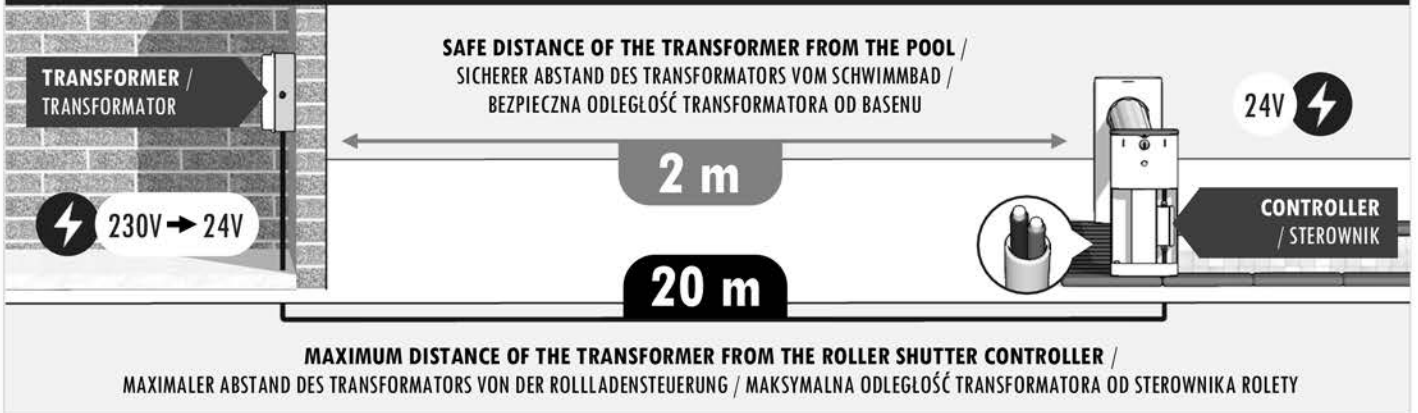 SAFE DISTANCE OF THE TRANSFORMER FROM THE POOL /
SICHERER ABSTAND DES TRANSFORMATORS VOM SCHWIMMBAD /
BEZPIECZNA ODLEGŁOŚĆ TRANSFORMATORA OD BASENU
TRANSFORMER /
TRANSFORMATOR
24V
2 m
230V → 24V
CONTROLLER
/ STEROWNIK
20 m
MAXIMUM DISTANCE OF THE TRANSFORMER FROM THE ROLLER SHUTTER CONTROLLER /
MAXIMALER ABSTAND DES TRANSFORMATORS VON DER ROLLLADENSTEUERUNG / MAKSYMALNA ODLEGŁOŚĆ TRANSFORMATORA OD STEROWNIKA ROLETY